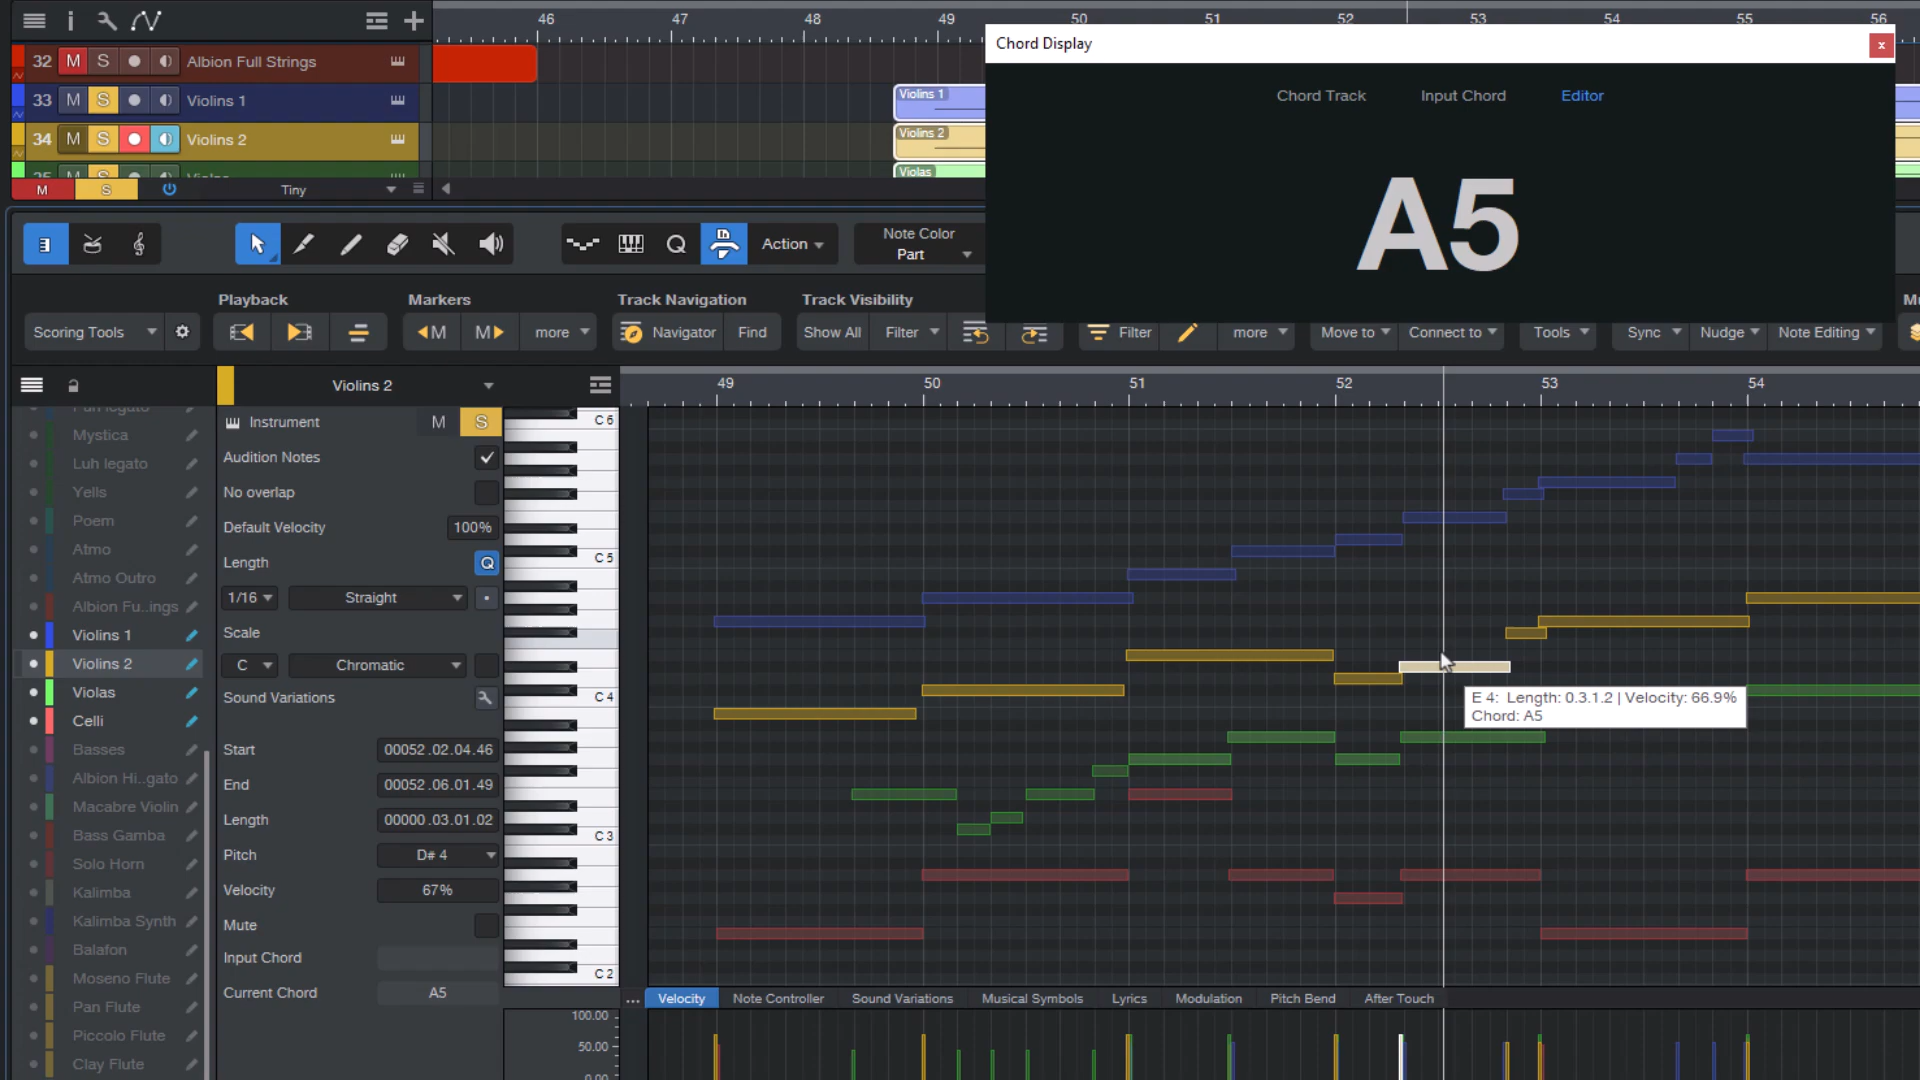 46 47 48 49 50 51 52 53 54 55 56
Chord Display x
32 M S Albion Full Strings
33 M S Violins 1
34 M S Violins 2
M S
M S Tiny
Violins 1
Violins 2
Violas
Chord Track Input Chord Editor
A5
Q Action
Note Color
Part
Playback Markers Track Navigation Track Visibility
Scoring Tools M M more Navigator Find Show All Filter Filter more Move to Connect to Tools Sync Nudge Note Editing
Violins 2
49 50 51 52 53 54
Mystica
Luh legato
Yells
Poem
Atmo
Atmo Outro
Albion Fu..ings
Violins 1
Violins 2
Violas
Celli
Basses
Albion Hi..gato
Macabre Violin
Bass Gamba
Solo Horn
Kalimba
Kalimba Synth
Balafon
Moseno Flute
Pan Flute
Piccolo Flute
Clay Flute
Instrument M S
Audition Notes
No overlap
Default Velocity 100%
Length Q
1/16 Straight
Scale
C Chromatic
Sound Variations
Start 00052.02.04.46
End 00052.06.01.49
Length 00000.03.01.02
Pitch D# 4
Velocity 67%
Mute
Input Chord
Current Chord A5
C 6
C 5
C 4
C 3
C 2
E 4: Length: 0.3.1.2 | Velocity: 66.9%
Chord: A5
... Velocity Note Controller Sound Variations Musical Symbols Lyrics Modulation Pitch Bend After Touch
100.00
50.00
0.00